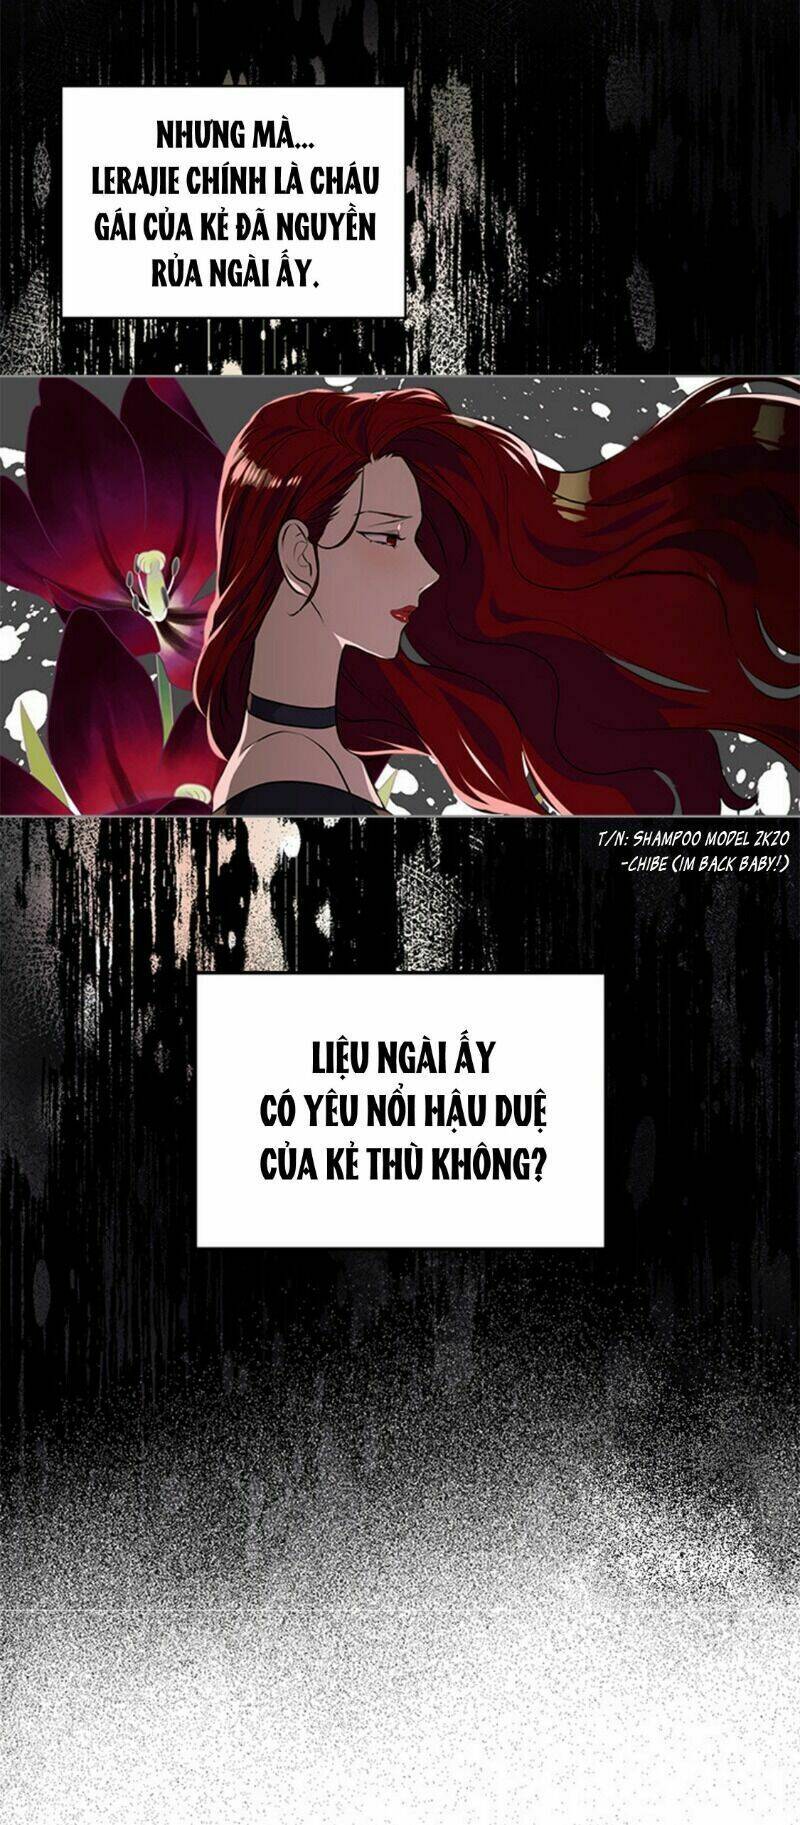 NHƯNG MÀ...
LERAJIE CHÍNH LÀ CHÁU
GÁI CỦA KẺ ĐÃ NGUYỀN
RỦA NGÀI ẤY.
T/N: SHAMPOO MODEL 2K20
-CHIBE (IM BACK BABY!)
LIỆU NGÀI ẤY
CÓ YÊU NỔI HẬU DUỆ
CỦA KẺ THÙ KHÔNG?